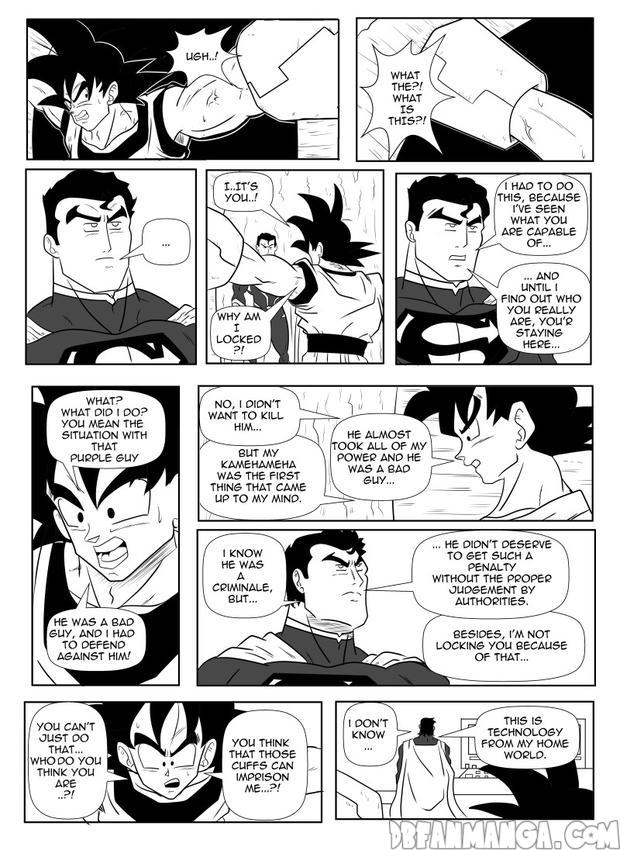 UGH..!
WHAT
THE?!
WHAT
IS
THIS?!
...
I..IT'S
YOU..!
WHY AM
I
LOCKED
?!
I HAD TO DO
THIS, BECAUSE
I'VE SEEN
WHAT YOU
ARE CAPABLE
OF...
... AND
UNTIL I
FIND OUT WHO
YOU REALLY
ARE, YOU'R
STAYING
HERE...
WHAT?
WHAT DID I DO?
YOU MEAN THE
SITUATION WITH
THAT
PURPLE GUY
HE WAS A BAD
GUY, AND I HAD
TO DEFEND
AGAINST HIM!
NO, I DIDN'T
WANT TO KILL
HIM...
BUT MY
KAMEHAMEHA
WAS THE FIRST
THING THAT CAME
UP TO MY MIND.
HE ALMOST
TOOK ALL OF MY
POWER AND HE
WAS A BAD
GUY...
I KNOW
HE WAS
A
CRIMINALE,
BUT...
... HE DIDN'T DESERVE
TO GET SUCH A
PENALTY
WITHOUT THE PROPER
JUDGEMENT BY
AUTHORITIES.
BESIDES, I'M NOT
LOCKING YOU BECAUSE
OF THAT...
YOU CAN'T
JUST DO
THAT...
WHO DO YOU
THINK YOU
ARE
..?!
YOU THINK
THAT THOSE
CUFFS CAN
IMPRISON
ME...?!
I DON'T
KNOW
...
THIS IS
TECHNOLOGY
FROM MY HOME
WORLD.
DBFANMANGA.COM